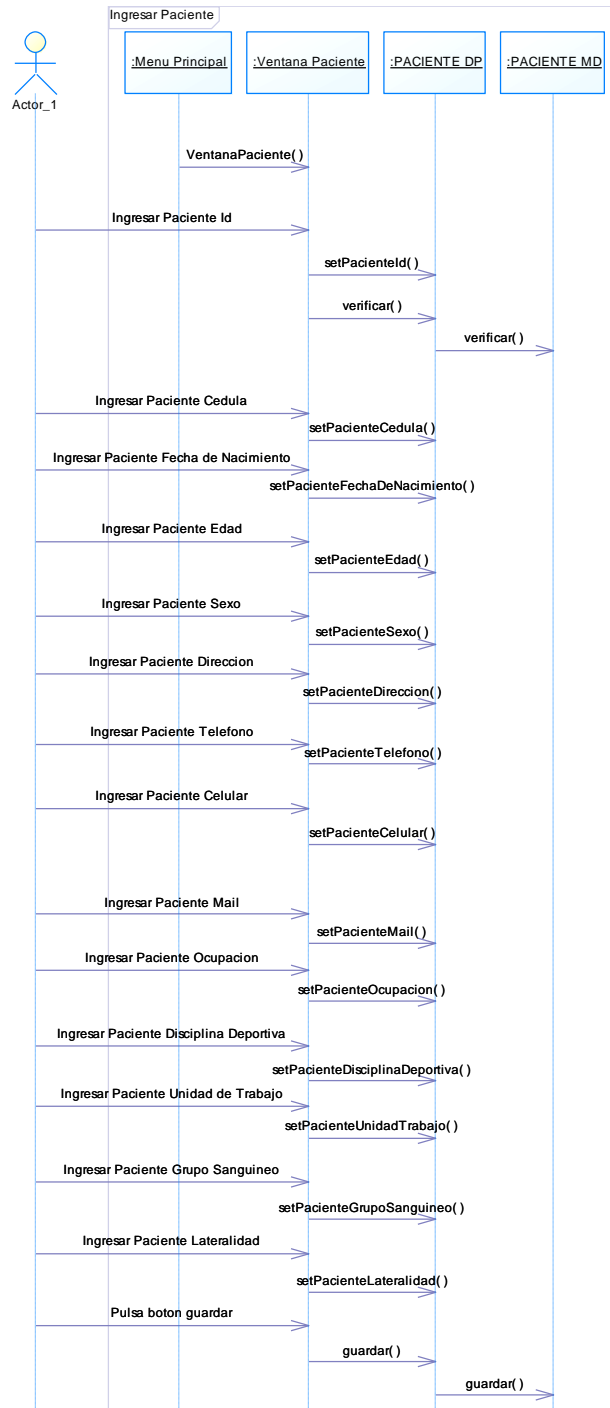 Ingresar Paciente
:Menu Principal
:Ventana Paciente
:PACIENTE DP
:PACIENTE MD
Actor_1
VentanaPaciente( )
Ingresar Paciente Id
setPacienteId( )
verificar( )
verificar( )
Ingresar Paciente Cedula
setPacienteCedula( )
Ingresar Paciente Fecha de Nacimiento
setPacienteFechaDeNacimiento( )
Ingresar Paciente Edad
setPacienteEdad( )
Ingresar Paciente Sexo
setPacienteSexo( )
Ingresar Paciente Direccion
setPacienteDireccion( )
Ingresar Paciente Telefono
setPacienteTelefono( )
Ingresar Paciente Celular
setPacienteCelular( )
Ingresar Paciente Mail
setPacienteMail( )
Ingresar Paciente Ocupacion
setPacienteOcupacion( )
Ingresar Paciente Disciplina Deportiva
setPacienteDisciplinaDeportiva( )
Ingresar Paciente Unidad de Trabajo
setPacienteUnidadTrabajo( )
Ingresar Paciente Grupo Sanguineo
setPacienteGrupoSanguineo( )
Ingresar Paciente Lateralidad
setPacienteLateralidad( )
Pulsa boton guardar
guardar( )
guardar( )